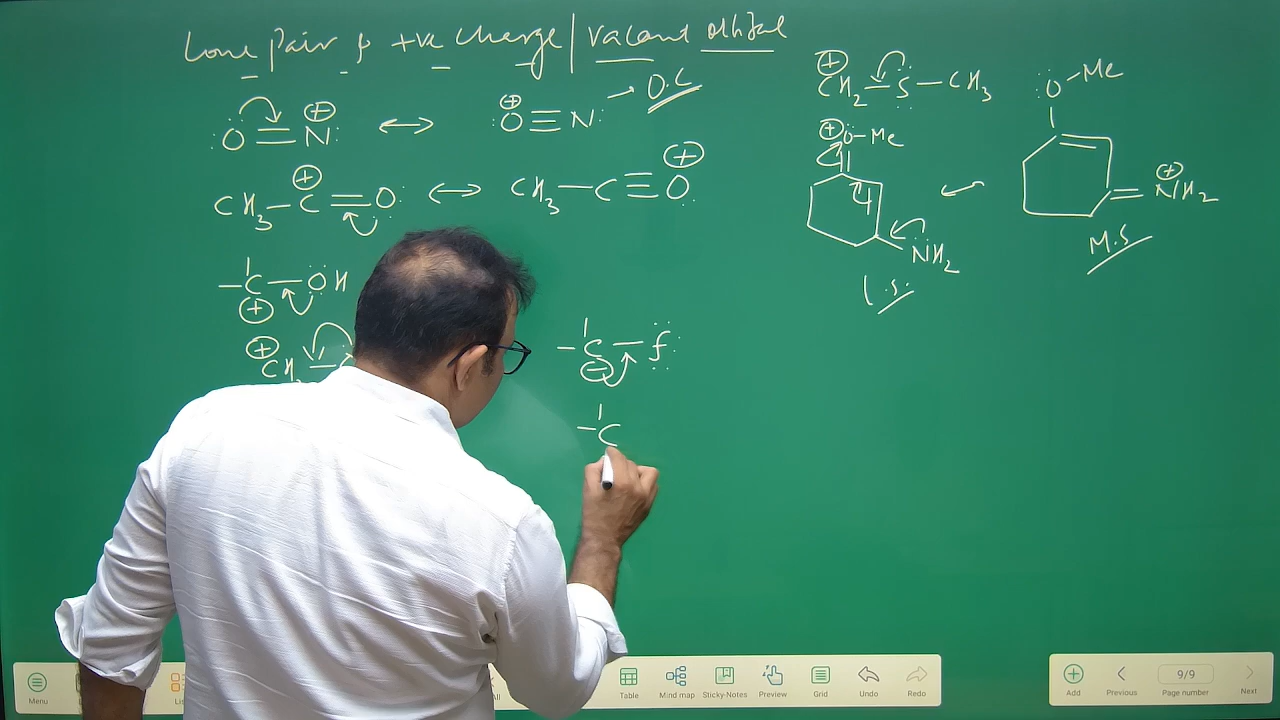 Lone pair & +ve charge | vacant orbital
:O = N: ⊕ ↔ ⊕ :O ≡ N: → O.C
CH3 – C ⊕ = O: ↔ CH3 – C ≡ O: ⊕
– C – OH
⊕
⊕ CH
– C – F:
⊖
– C
⊕ CH2 – S – CH3
⊕ O – Me
NH2
L.S.
:O – Me
⊕ NH2
M.S
Menu
Table
Mind map
Sticky-Notes
Preview
Grid
Undo
Redo
Add
Previous
9/9
Page number
Next